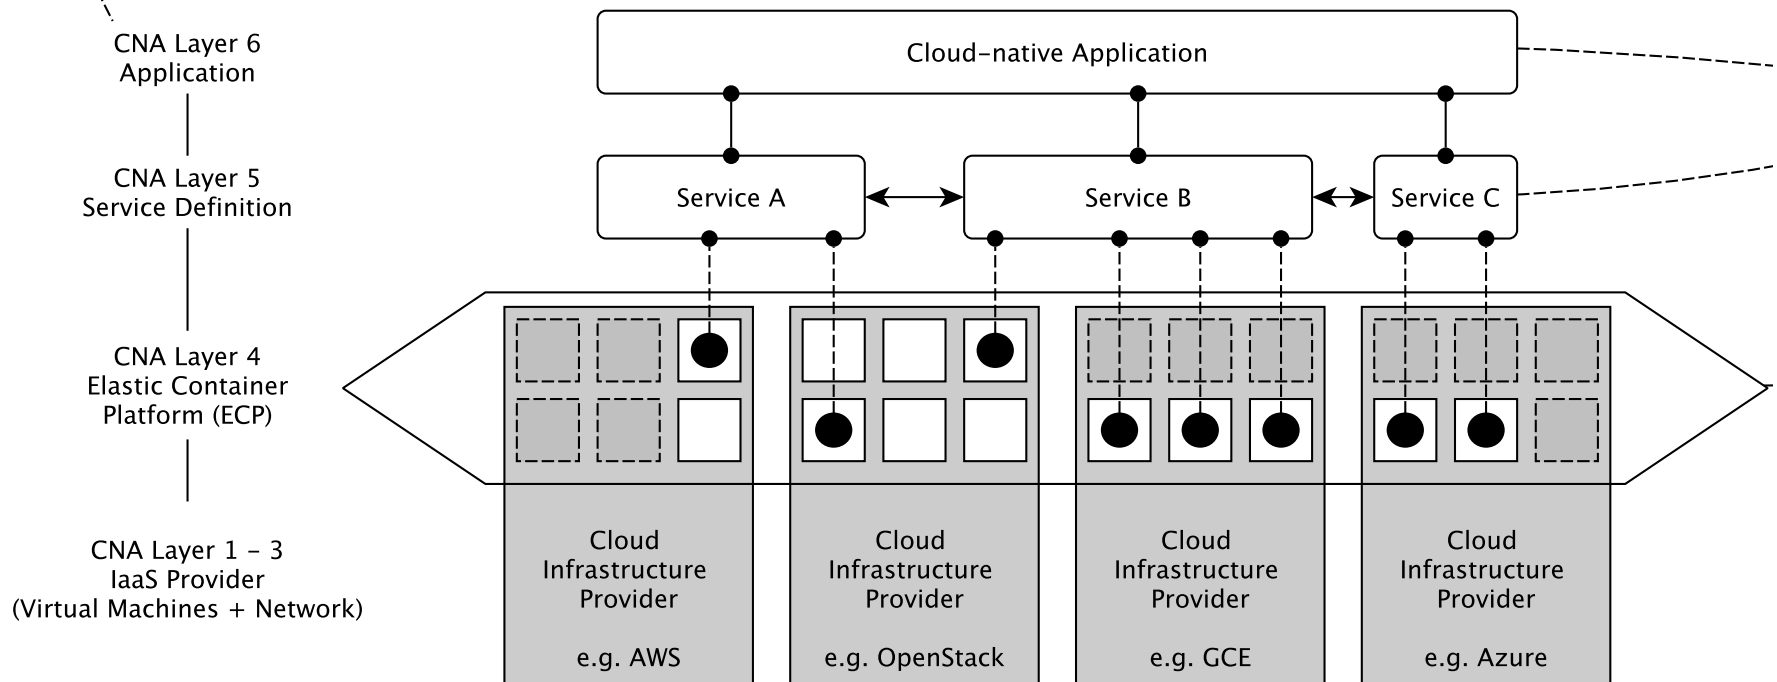 CNA Layer 6
Application
Cloud-native Application
CNA Layer 5
Service Definition
Service A
Service B
Service C
CNA Layer 4
Elastic Container
Platform (ECP)
CNA Layer 1 – 3
IaaS Provider
(Virtual Machines + Network)
Cloud
Infrastructure
Provider
e.g. AWS
Cloud
Infrastructure
Provider
e.g. OpenStack
Cloud
Infrastructure
Provider
e.g. GCE
Cloud
Infrastructure
Provider
e.g. Azure